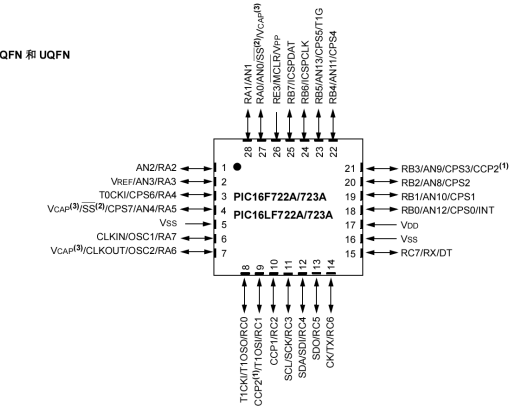 QFN 和 UQFN
RA1/AN1
RA0/AN0/SS(2)/VCAP(3)
RE3/MCLR/VPP
RB7/ICSPDAT
RB6/ICSPCLK
RB5/AN13/CPS5/T1G
RB4/AN11/CPS4
28 27 26 25 24 23 22
AN2/RA2 1
VREF/AN3/RA3 2
T0CKI/CPS6/RA4 3
VCAP(3)/SS(2)/CPS7/AN4/RA5 4
VSS 5
CLKIN/OSC1/RA7 6
VCAP(3)/CLKOUT/OSC2/RA6 7
PIC16F722A/723A
PIC16LF722A/723A
21 RB3/AN9/CPS3/CCP2(1)
20 RB2/AN8/CPS2
19 RB1/AN10/CPS1
18 RB0/AN12/CPS0/INT
17 VDD
16 VSS
15 RC7/RX/DT
8 9 10 11 12 13 14
T1CKI/T1OSO/RC0
CCP2(1)/T1OSI/RC1
CCP1/RC2
SCL/SCK/RC3
SDA/SDI/RC4
SDO/RC5
CK/TX/RC6